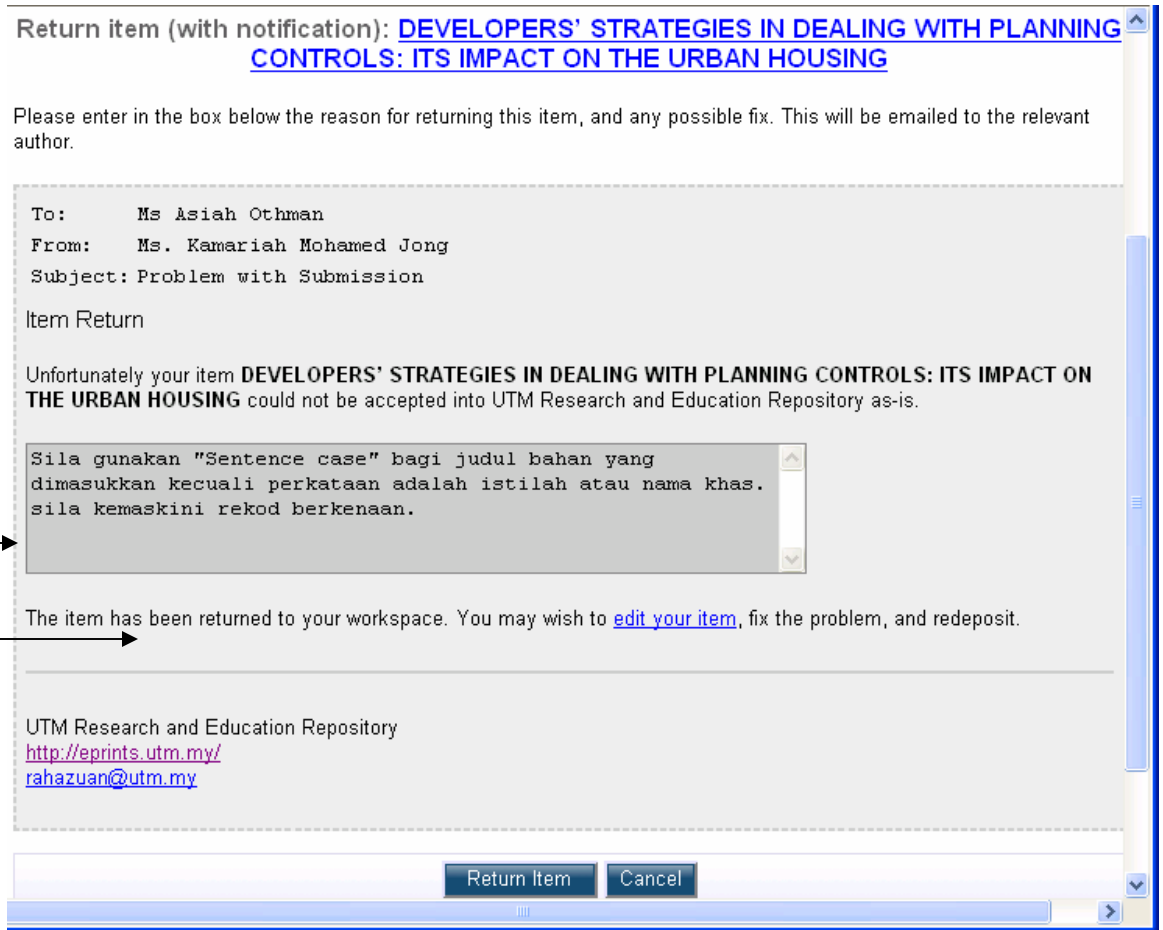 Return item (with notification): DEVELOPERS' STRATEGIES IN DEALING WITH PLANNING
CONTROLS: ITS IMPACT ON THE URBAN HOUSING
Please enter in the box below the reason for returning this item, and any possible fix. This will be emailed to the relevant
author.
To: Ms Asiah Othman
From: Ms. Kamariah Mohamed Jong
Subject: Problem with Submission
Item Return
Unfortunately your item DEVELOPERS' STRATEGIES IN DEALING WITH PLANNING CONTROLS: ITS IMPACT ON
THE URBAN HOUSING could not be accepted into UTM Research and Education Repository as-is.
Sila gunakan "Sentence case" bagi judul bahan yang
dimasukkan kecuali perkataan adalah istilah atau nama khas.
sila kemaskini rekod berkenaan.
The item has been returned to your workspace. You may wish to edit your item, fix the problem, and redeposit.
UTM Research and Education Repository
http://eprints.utm.my/
rahazuan@utm.my
Return Item Cancel